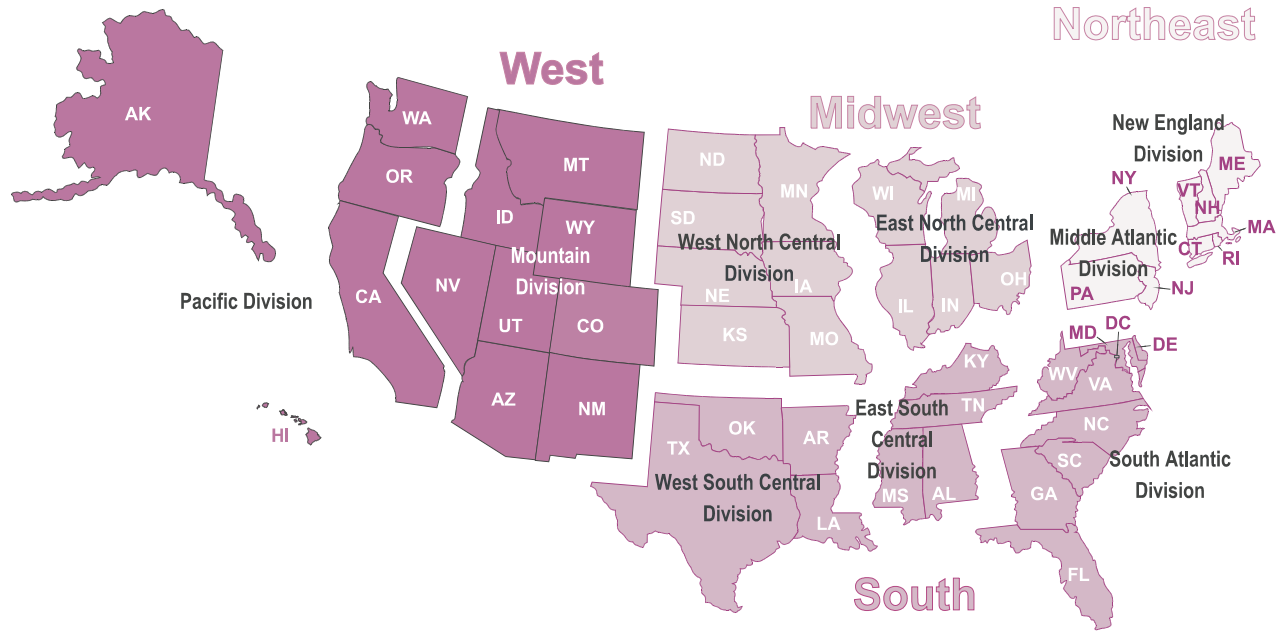 Northeast
West
Midwest
South
AK
WA
OR
CA
HI
Pacific Division
MT
ID
WY
NV
UT
CO
AZ
NM
Mountain
Division
ND
SD
NE
KS
MN
IA
MO
West North Central
Division
WI
MI
IL
IN
OH
East North Central
Division
New England
Division
ME
VT
NH
MA
CT
RI
NY
Middle Atlantic
Division
PA
NJ
TX
OK
AR
LA
West South Central
Division
KY
TN
MS
AL
East South
Central
Division
MD
DC
DE
WV
VA
NC
SC
GA
FL
South Atlantic
Division